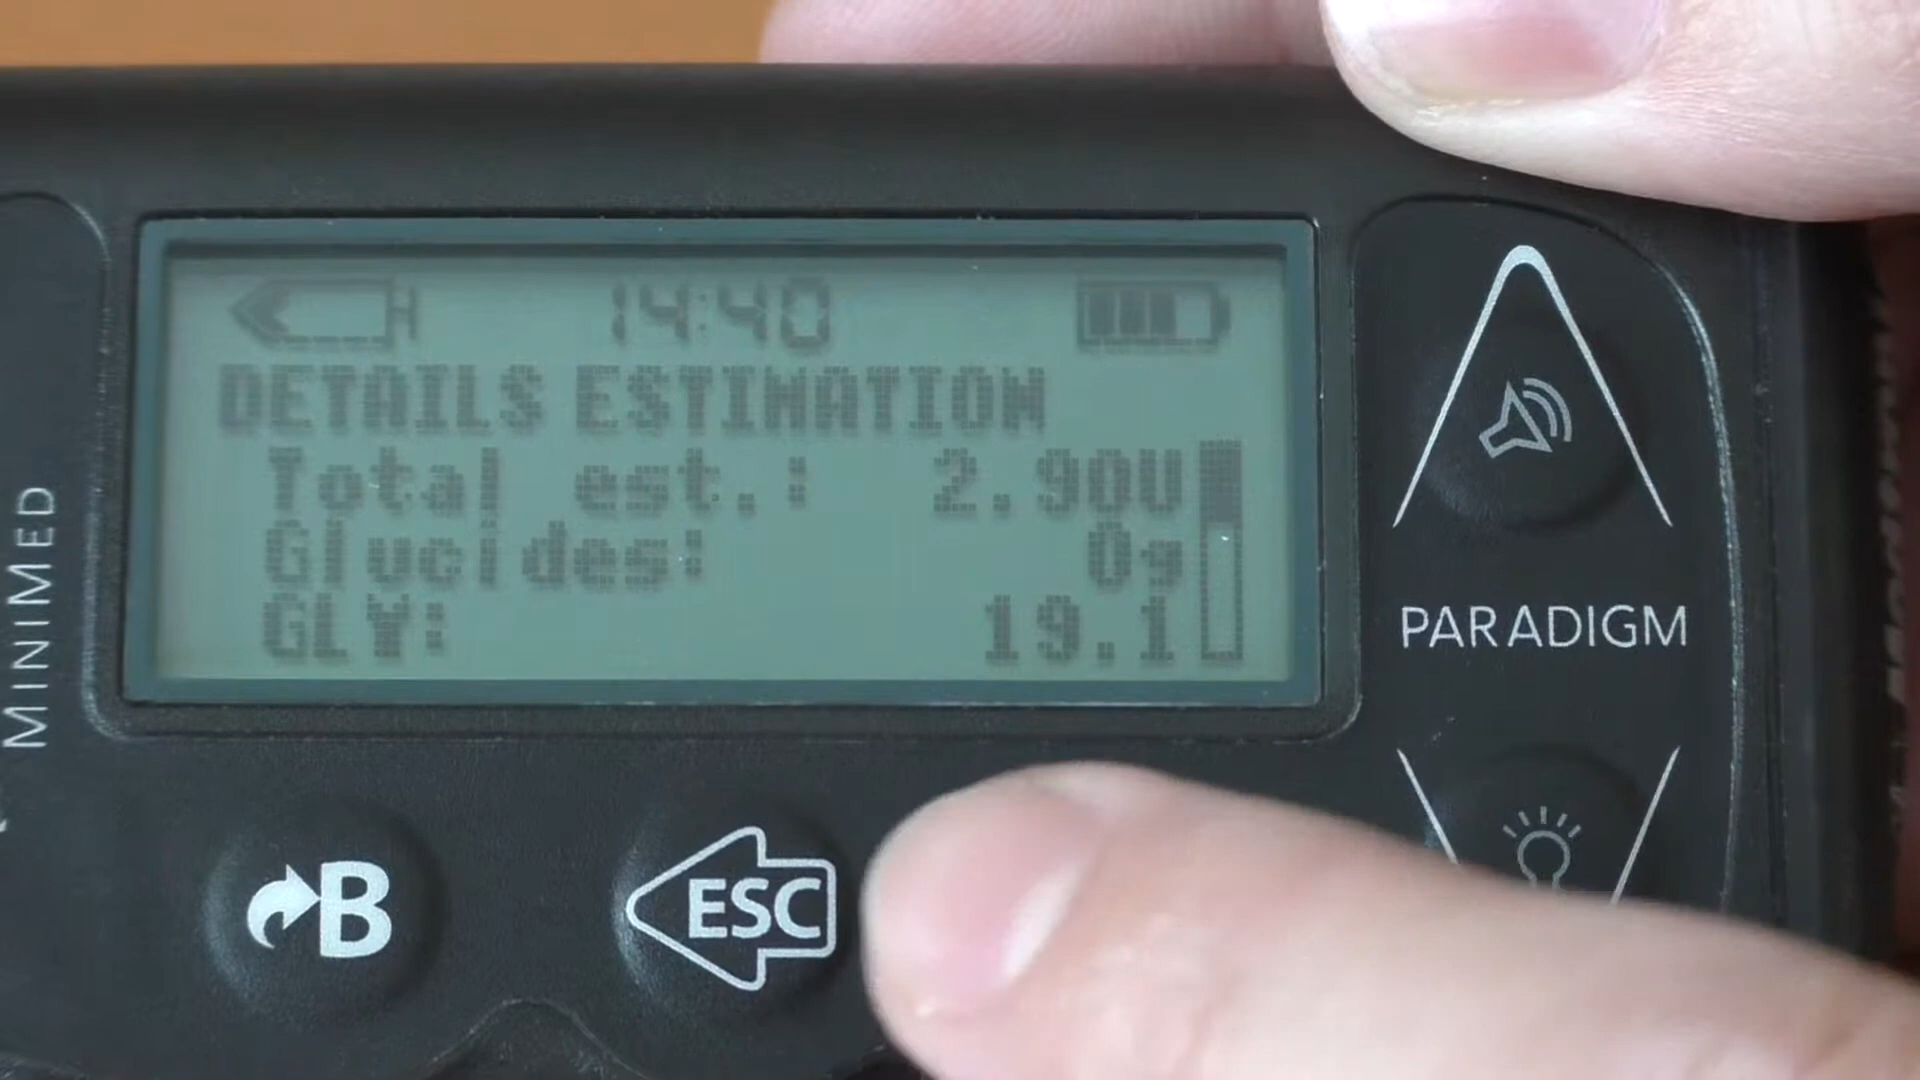 14:40
DETAILS ESTIMATION
Total est.: 2.90U
Glucides: 0g
GLY: 19.1
MINIMED
PARADIGM
B
ESC